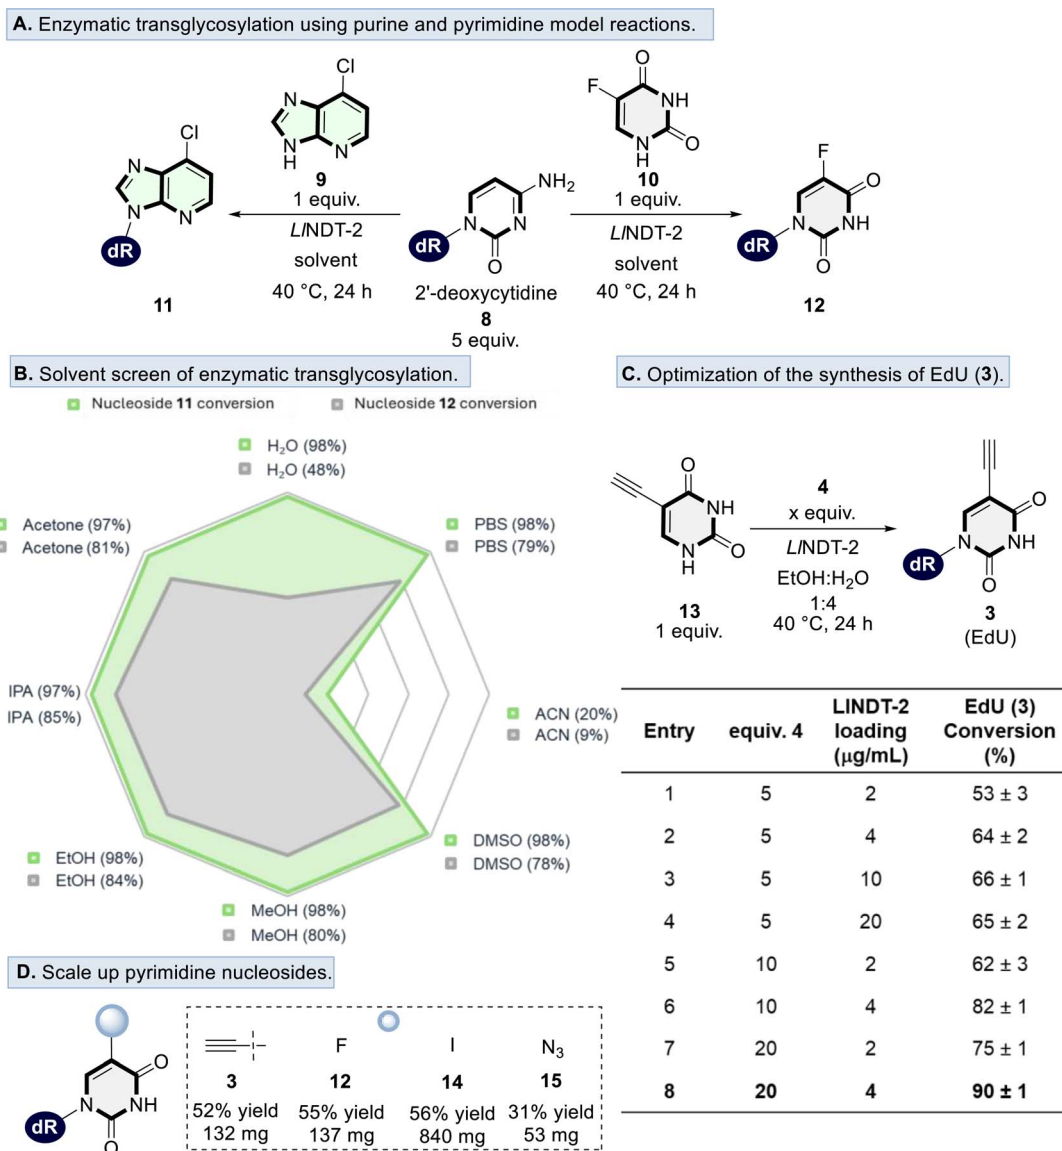 A. Enzymatic transglycosylation using purine and pyrimidine model reactions.
Cl
N
N
H
N
9
1 equiv.
LlNDT-2
solvent
40 °C, 24 h
Cl
N
N
N
dR
11
NH2
N
N
O
dR
2'-deoxycytidine
8
5 equiv.
O
F
NH
N
H
O
10
1 equiv.
LlNDT-2
solvent
40 °C, 24 h
F
O
N
NH
O
dR
12
B. Solvent screen of enzymatic transglycosylation.
Nucleoside 11 conversion
Nucleoside 12 conversion
H2O (98%)
H2O (48%)
PBS (98%)
PBS (79%)
ACN (20%)
ACN (9%)
DMSO (98%)
DMSO (78%)
MeOH (98%)
MeOH (80%)
EtOH (98%)
EtOH (84%)
IPA (97%)
IPA (85%)
Acetone (97%)
Acetone (81%)
C. Optimization of the synthesis of EdU (3).
O
NH
N
H
O
13
1 equiv.
4
x equiv.
LlNDT-2
EtOH:H2O
1:4
40 °C, 24 h
O
N
NH
O
dR
3
(EdU)
Entry equiv. 4 LlNDT-2 loading (μg/mL) EdU (3) Conversion (%)
1 5 2 53 ± 3
2 5 4 64 ± 2
3 5 10 66 ± 1
4 5 20 65 ± 2
5 10 2 62 ± 3
6 10 4 82 ± 1
7 20 2 75 ± 1
8 20 4 90 ± 1
D. Scale up pyrimidine nucleosides.
O
N
NH
O
dR
F I N3
3 12 14 15
52% yield 55% yield 56% yield 31% yield
132 mg 137 mg 840 mg 53 mg